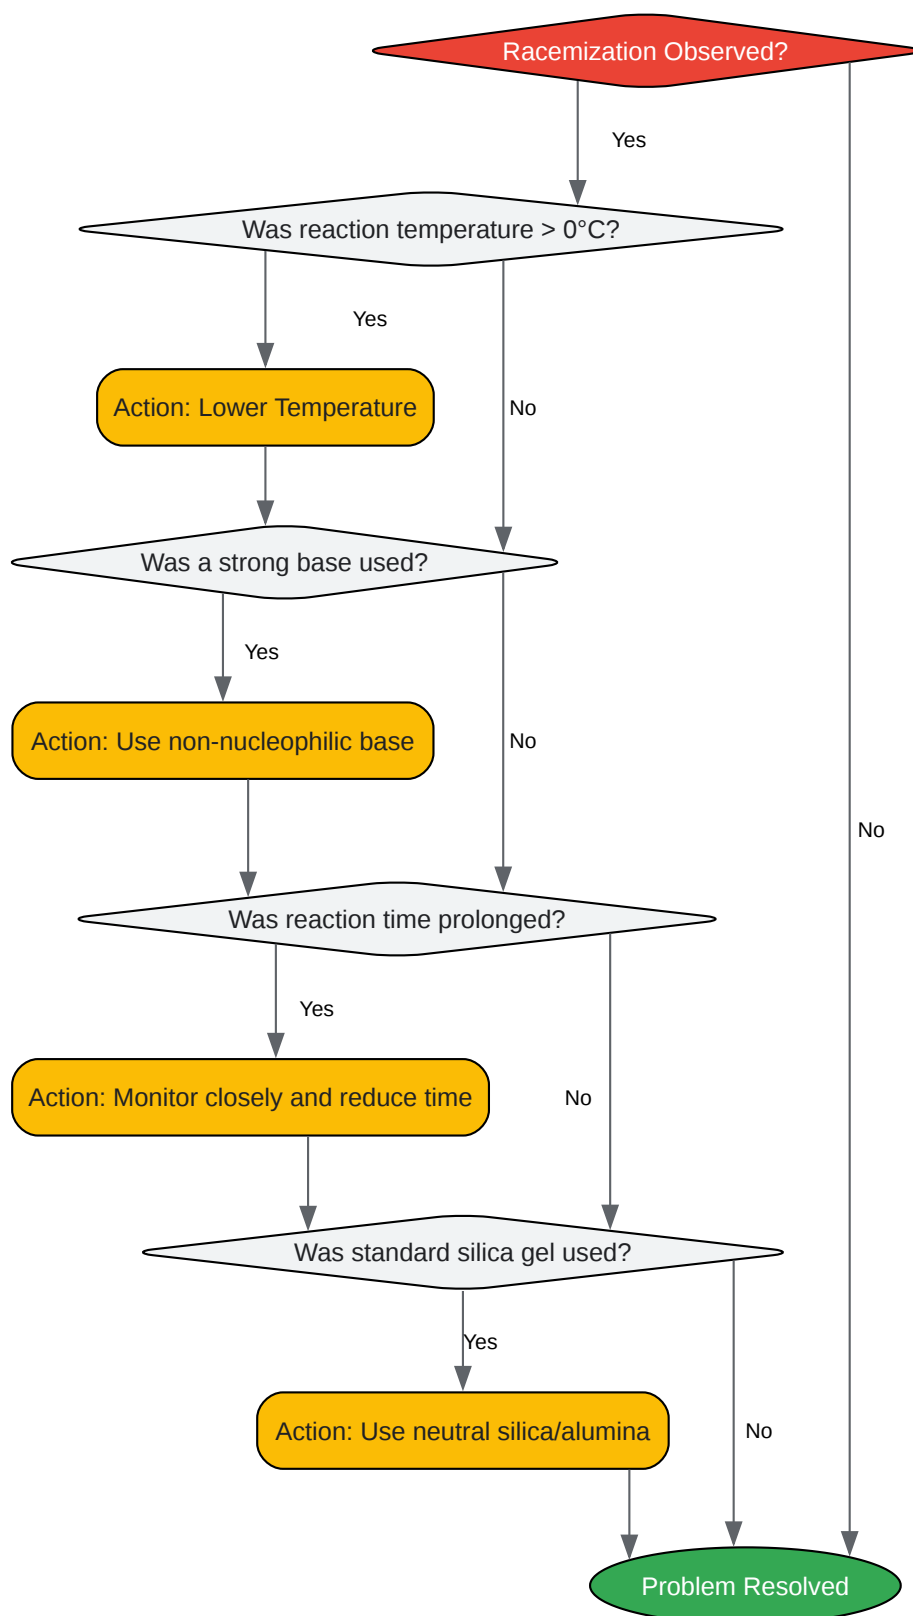 Racemization Observed?
Yes
Was reaction temperature > 0°C?
Yes
Action: Lower Temperature
No
Was a strong base used?
Yes
Action: Use non-nucleophilic base
No
No
Was reaction time prolonged?
Yes
Action: Monitor closely and reduce time
No
Was standard silica gel used?
Yes
Action: Use neutral silica/alumina
No
Problem Resolved